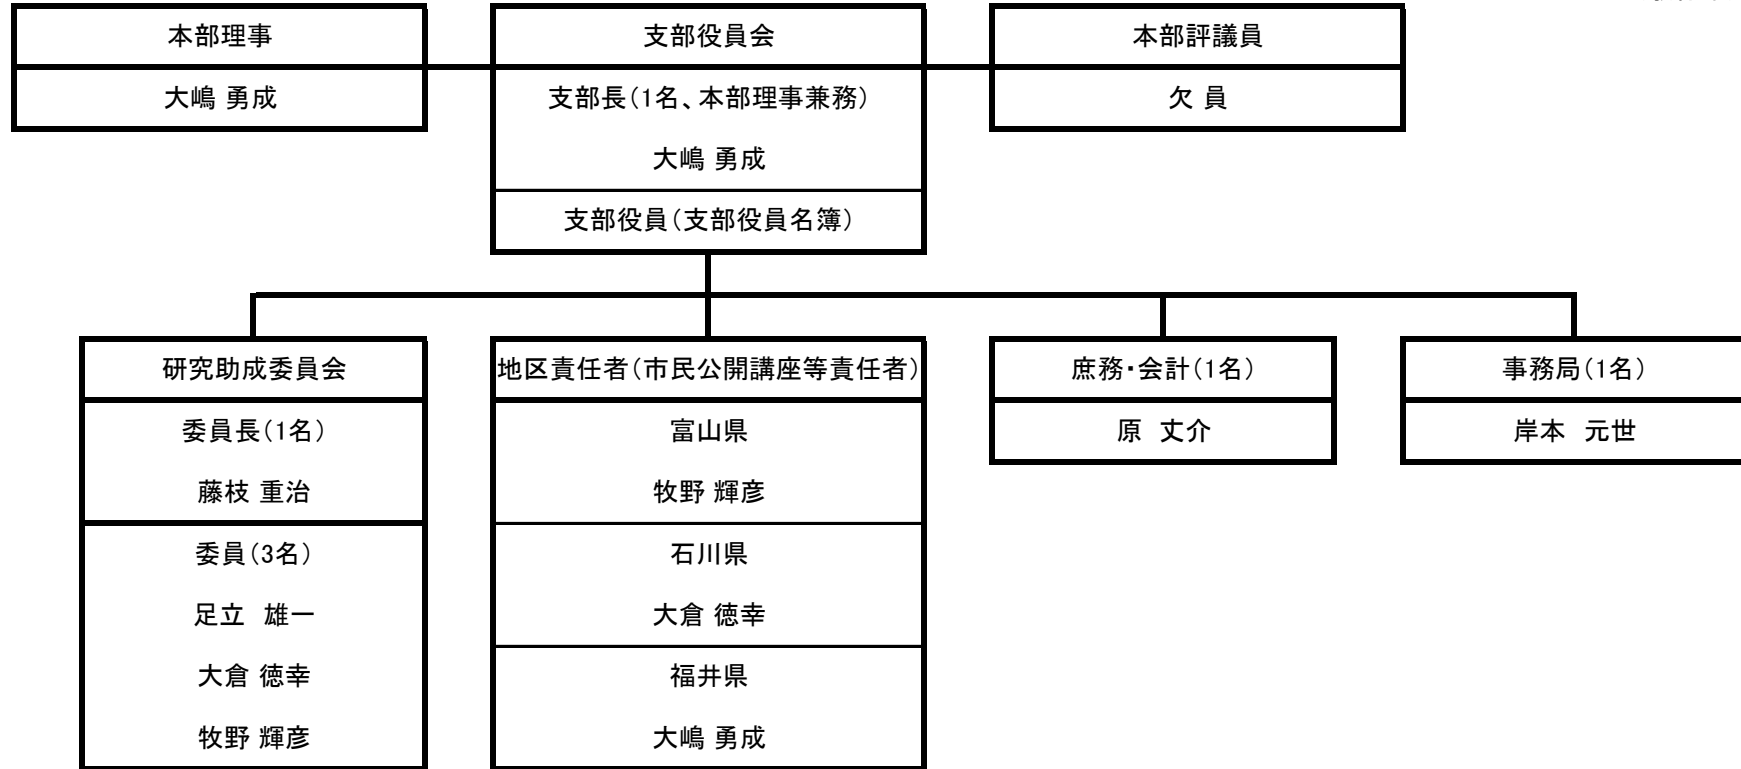 本部理事
大嶋 勇成
支部役員会
支部長（1名、本部理事兼務）
大嶋 勇成
支部役員（支部役員名簿）
本部評議員
欠 員
研究助成委員会
委員長（1名）
藤枝 重治
委員（3名）
足立　雄一
大倉 徳幸
牧野 輝彦
地区責任者（市民公開講座等責任者）
富山県
牧野 輝彦
石川県
大倉 徳幸
福井県
大嶋 勇成
庶務・会計（1名）
原　丈介
事務局（1名）
岸本　元世